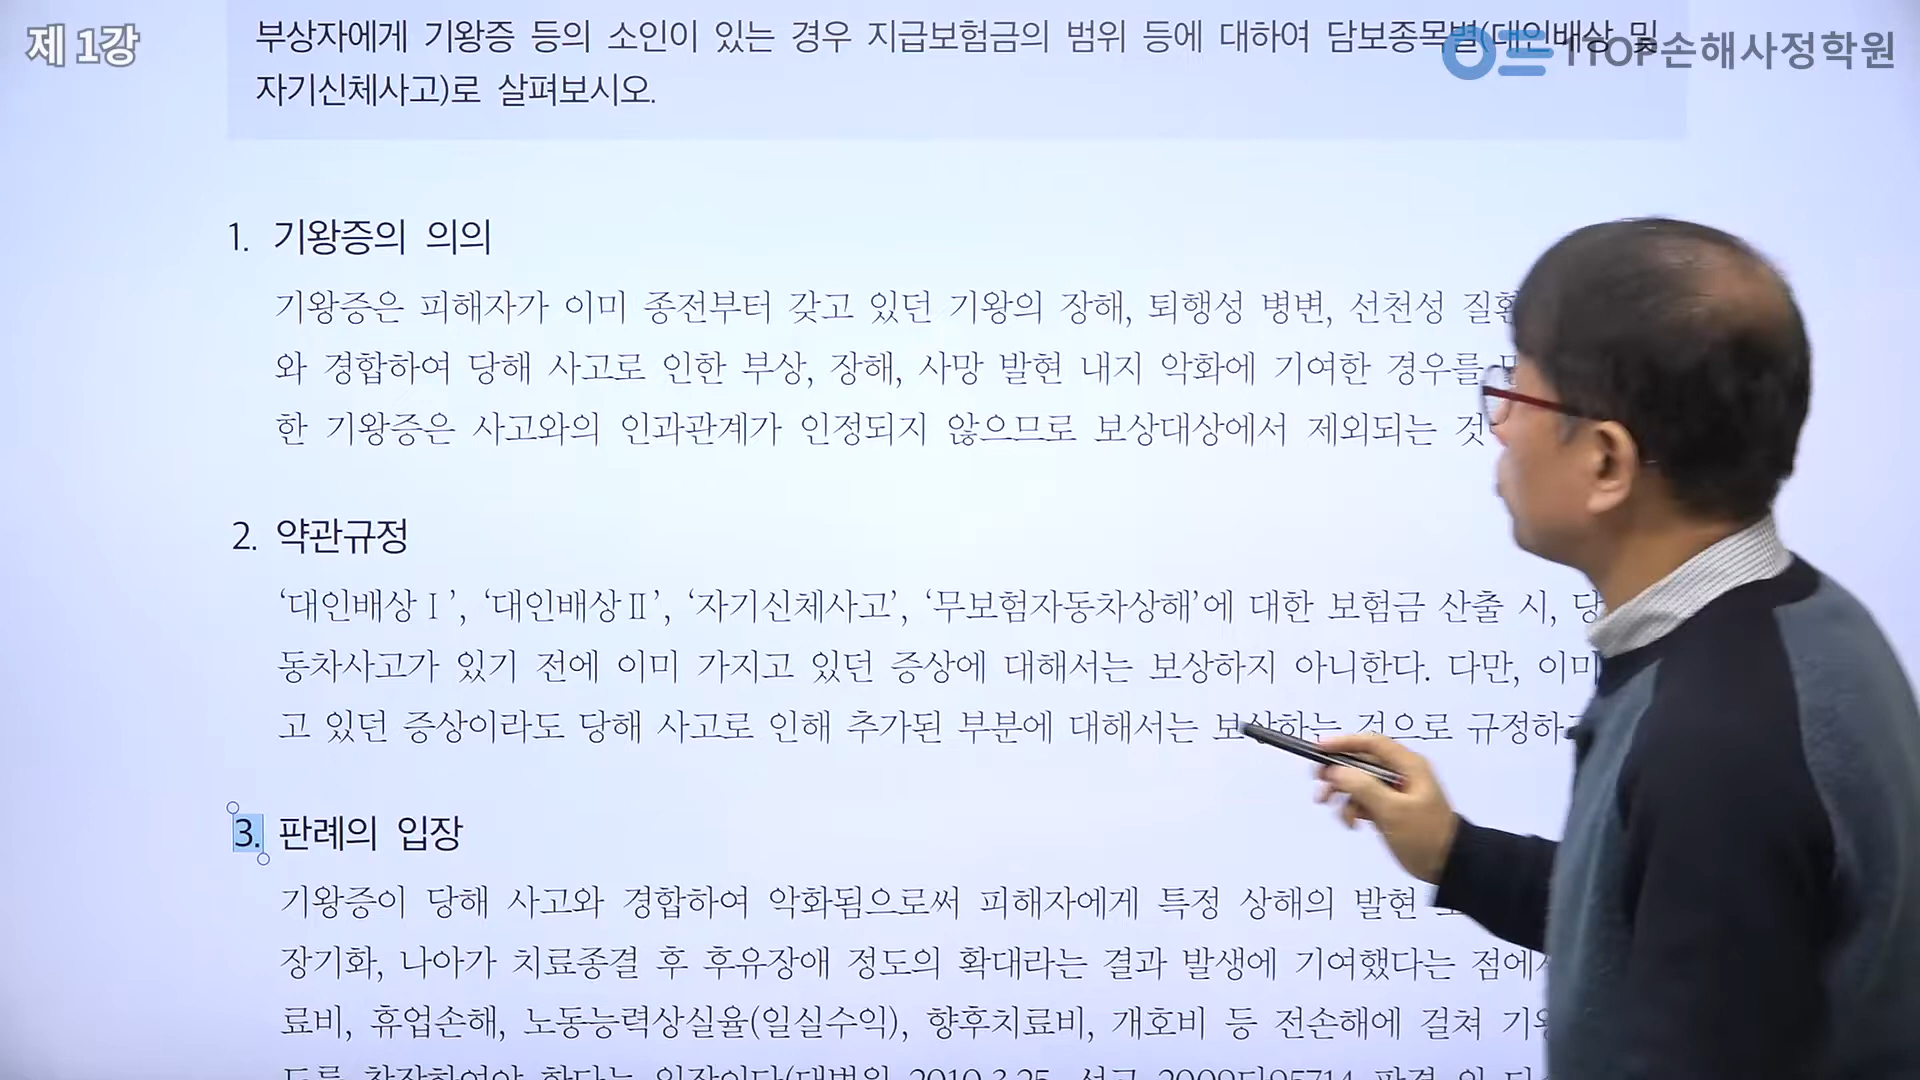 제 1강
부상자에게 기왕증 등의 소인이 있는 경우 지급보험금의 범위 등에 대하여 담보종목별(대인배상 및
자기신체사고)로 살펴보시오.
1TOP손해사정학원
1. 기왕증의 의의
기왕증은 피해자가 이미 종전부터 갖고 있던 기왕의 장해, 퇴행성 병변, 선천성 질환
와 경합하여 당해 사고로 인한 부상, 장해, 사망 발현 내지 악화에 기여한 경우를
한 기왕증은 사고와의 인과관계가 인정되지 않으므로 보상대상에서 제외되는 것
2. 약관규정
‘대인배상Ⅰ’, ‘대인배상Ⅱ’, ‘자기신체사고’, ‘무보험자동차상해’에 대한 보험금 산출 시, 당
동차사고가 있기 전에 이미 가지고 있던 증상에 대해서는 보상하지 아니한다. 다만, 이미
고 있던 증상이라도 당해 사고로 인해 추가된 부분에 대해서는 보상하는 것으로 규정하
3. 판례의 입장
기왕증이 당해 사고와 경합하여 악화됨으로써 피해자에게 특정 상해의 발현
장기화, 나아가 치료종결 후 후유장애 정도의 확대라는 결과 발생에 기여했다는 점에서
료비, 휴업손해, 노동능력상실율(일실수익), 향후치료비, 개호비 등 전손해에 걸쳐 기왕